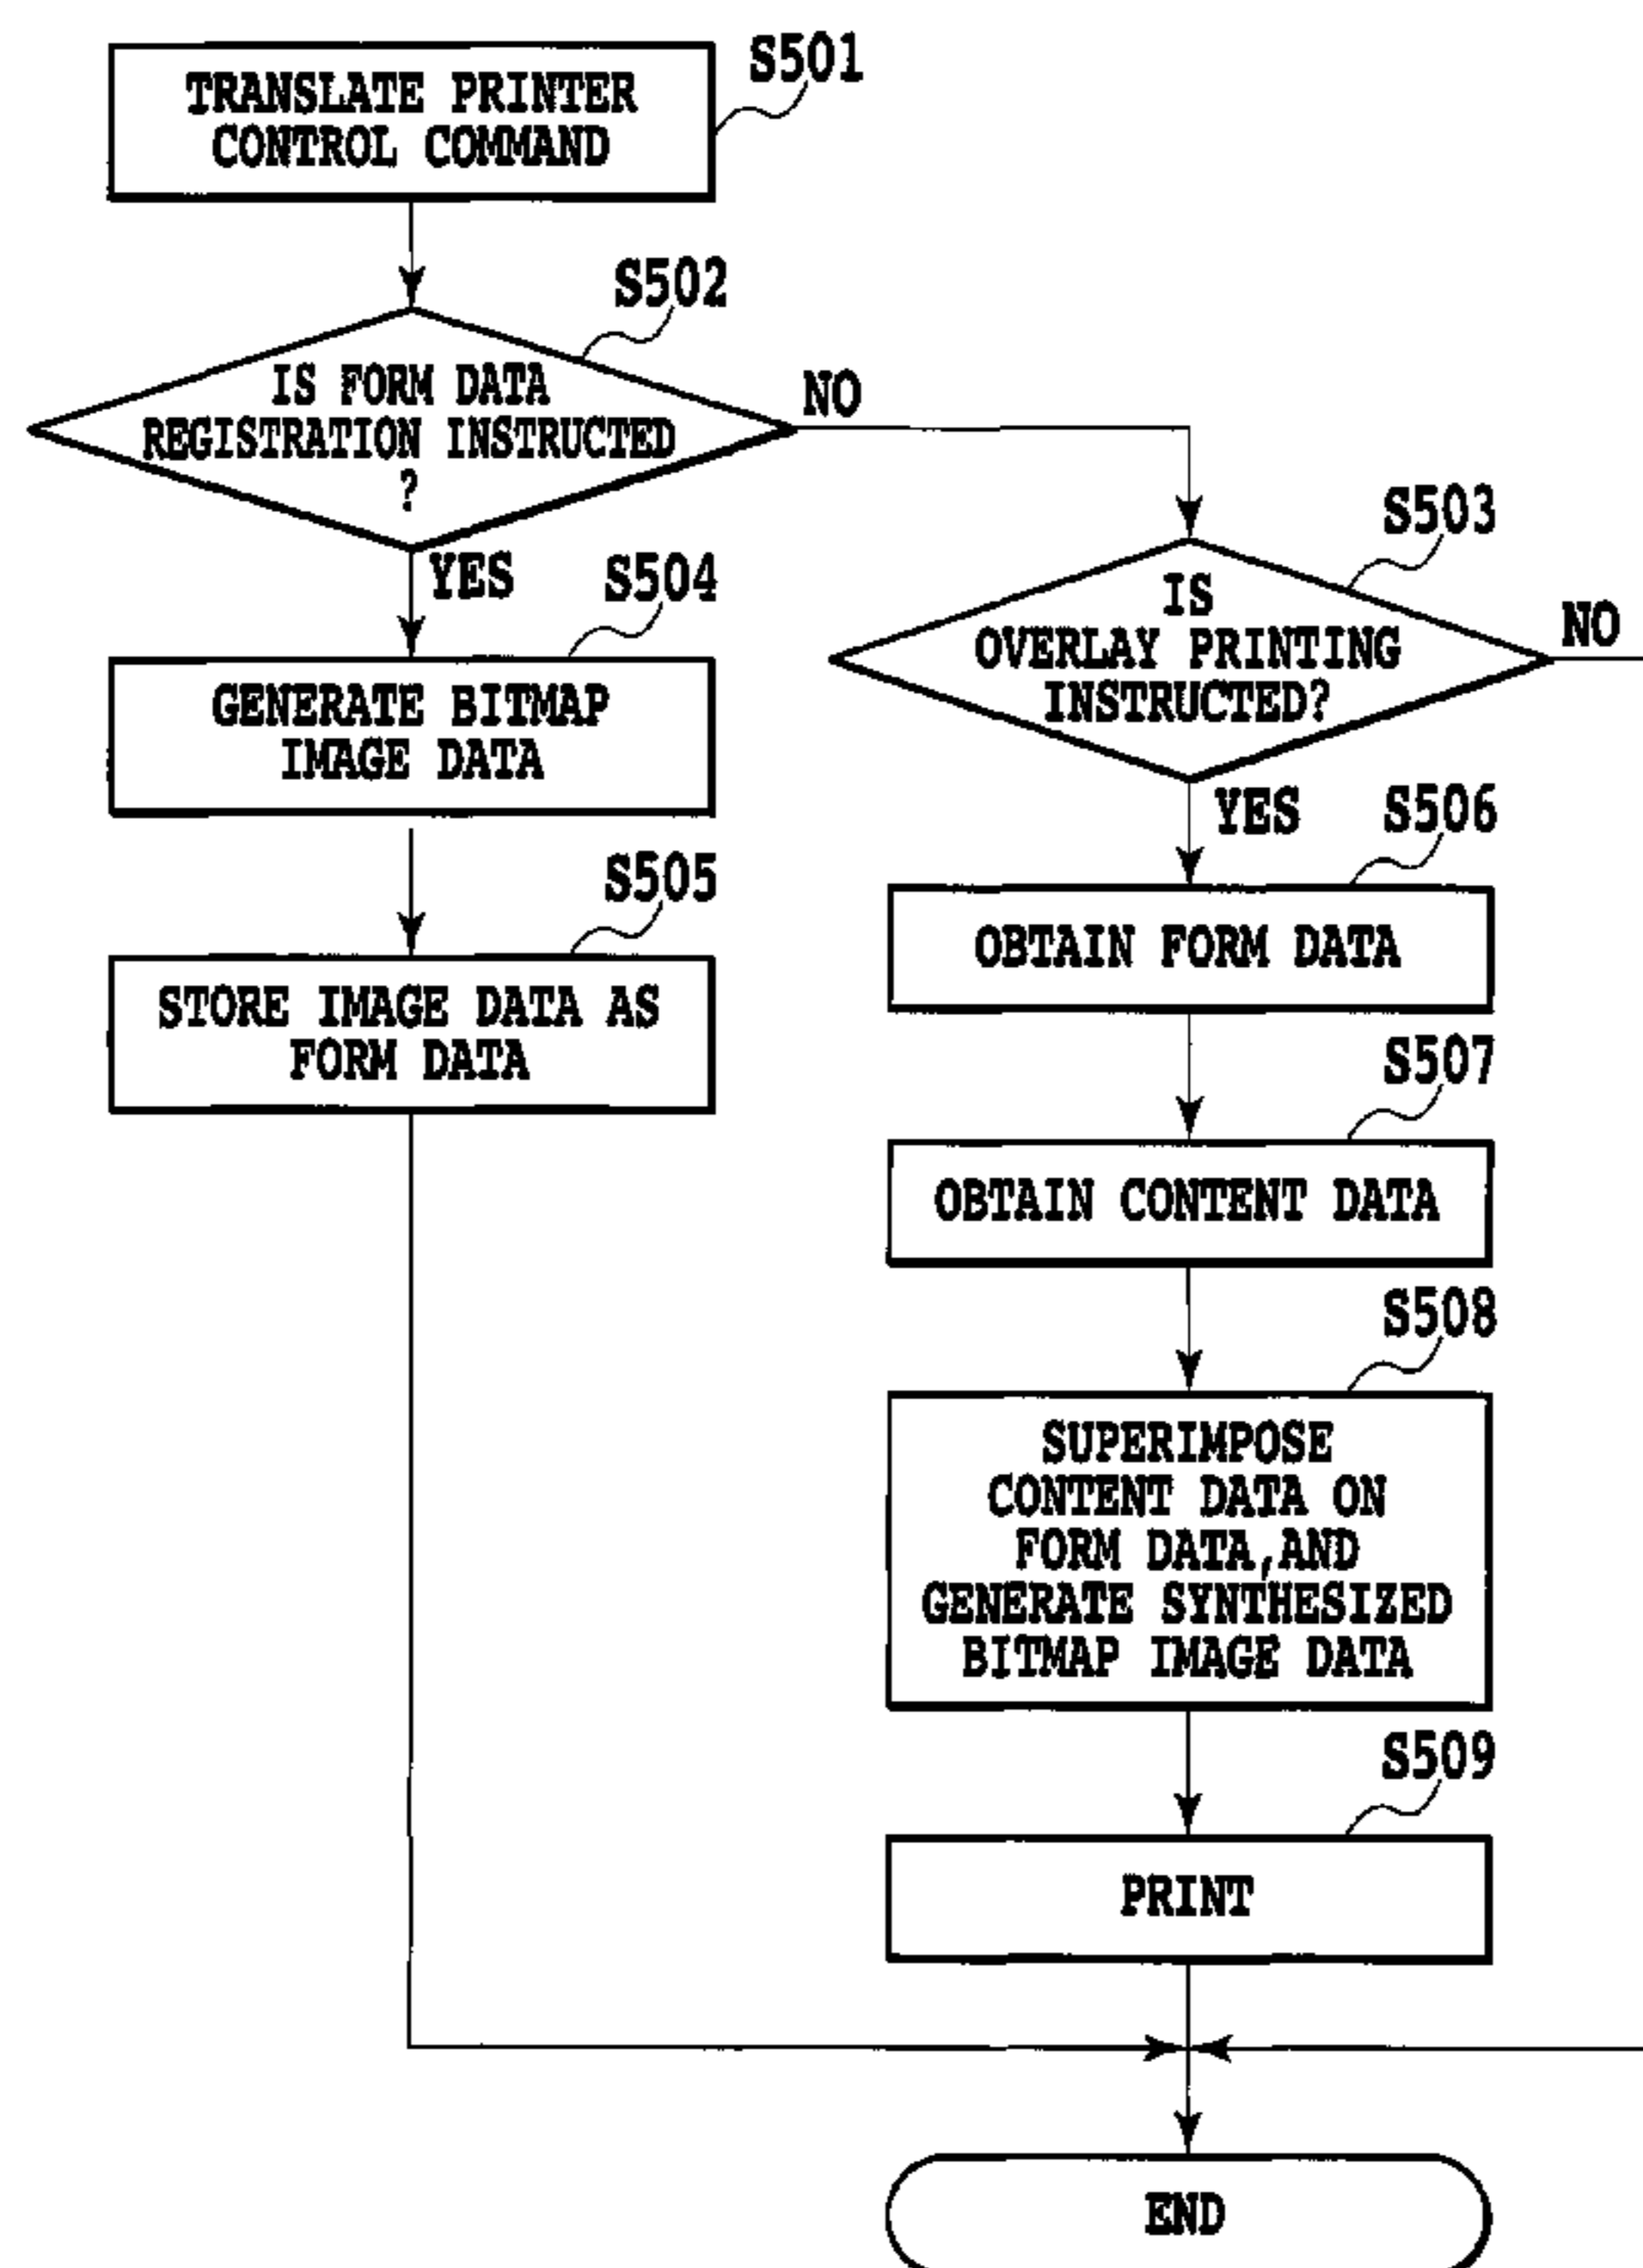 S501
TRANSLATE PRINTER
CONTROL COMMAND
S502
IS FORM DATA
REGISTRATION INSTRUCTED
?
NO
YES
S503
IS
OVERLAY PRINTING
INSTRUCTED?
NO
YES
S504
GENERATE BITMAP
IMAGE DATA
S505
STORE IMAGE DATA AS
FORM DATA
S506
OBTAIN FORM DATA
S507
OBTAIN CONTENT DATA
S508
SUPERIMPOSE
CONTENT DATA ON
FORM DATA,AND
GENERATE SYNTHESIZED
BITMAP IMAGE DATA
S509
PRINT
END